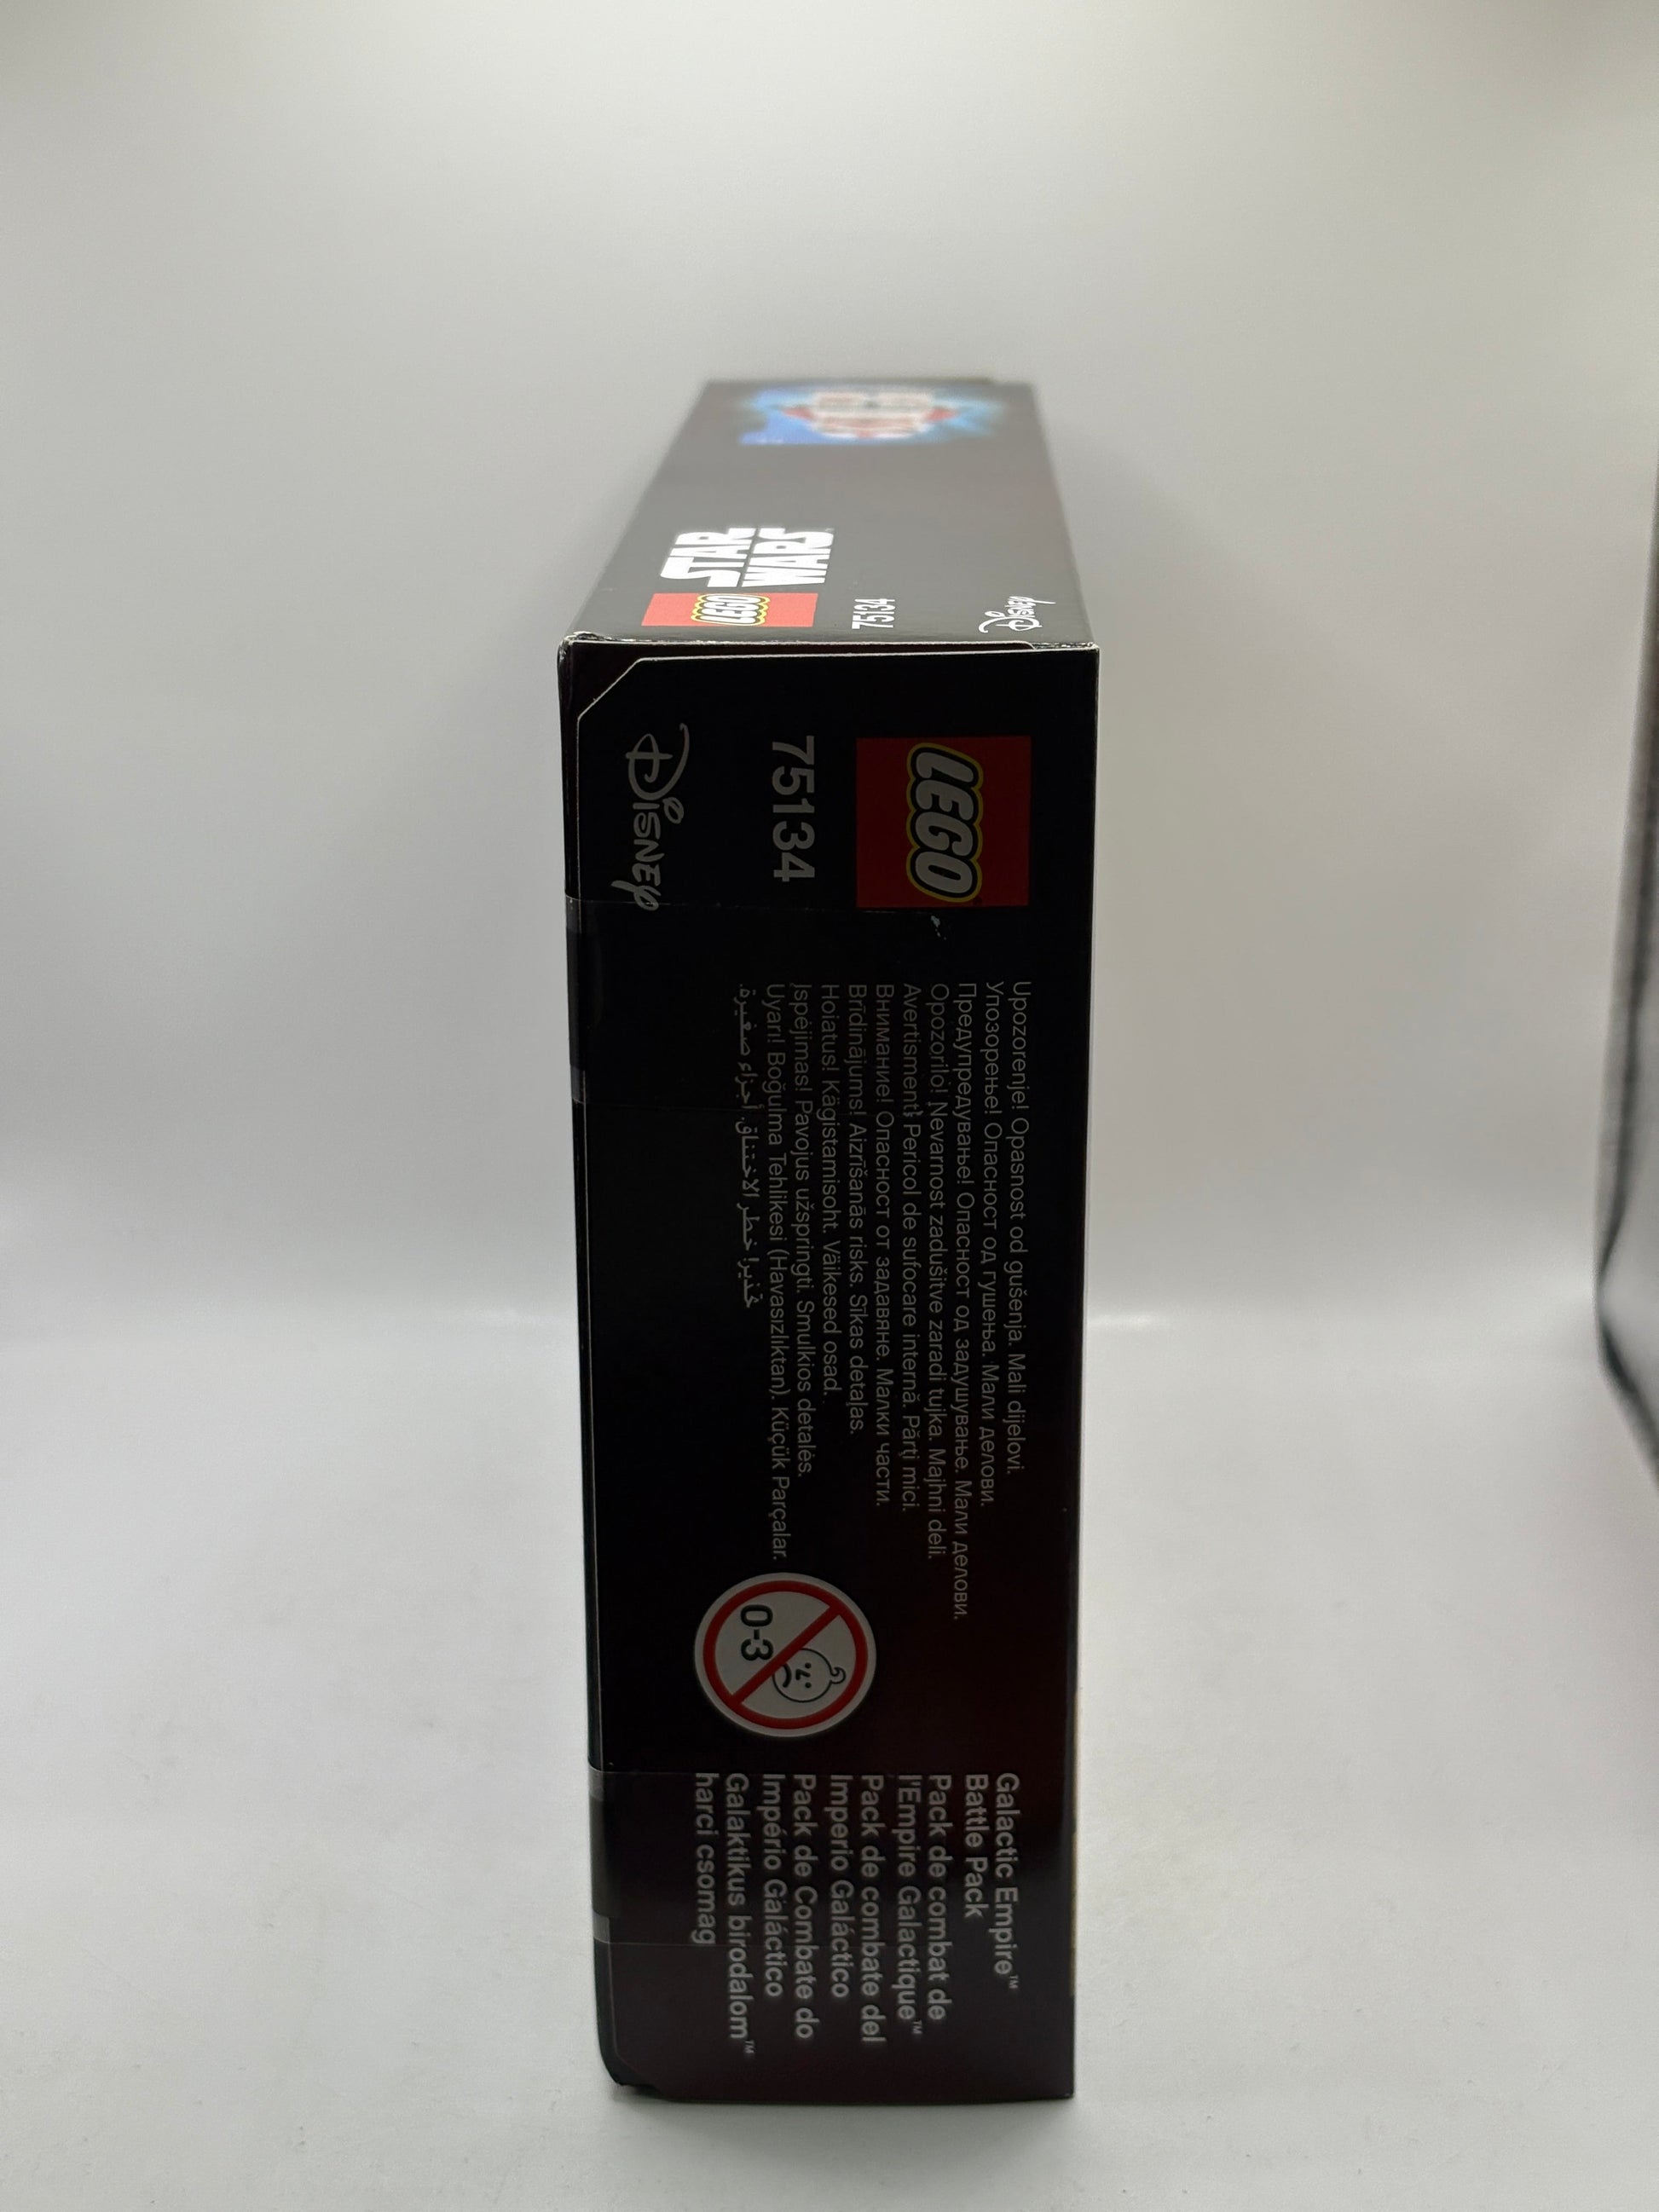 STAR
WARS
LEGO
75134
Disney
LEGO
75134
Disney
Upozorenje! Opasnost od gušenja. Mali dijelovi.
Упозорење! Опасност од гушења. Мали делови.
Предупредување! Опасност од задушување. Мали делови.
Opozorilo! Nevarnost zadušitve zaradi tujka. Majhni deli.
Avertisment! Pericol de sufocare internă. Părți mici.
Внимание! Опасност от задавяне. Малки части.
Brīdinājums! Aizrīšanās risks. Sīkas detaļas.
Hoiatus! Kägistamisoht. Väikesed osad.
Įspėjimas! Pavojus užspringti. Smulkios detalės.
Uyarı! Boğulma Tehlikesi (Havasızlıktan). Küçük Parçalar.
تحذير! خطر الاختناق. أجزاء صغيرة.
0-3
Galactic Empire™
Battle Pack
Pack de combat de
l'Empire Galactique™
Pack de combate del
Imperio Galáctico
Pack de Combate do
Império Galáctico
Galaktikus birodalom™
harci csomag